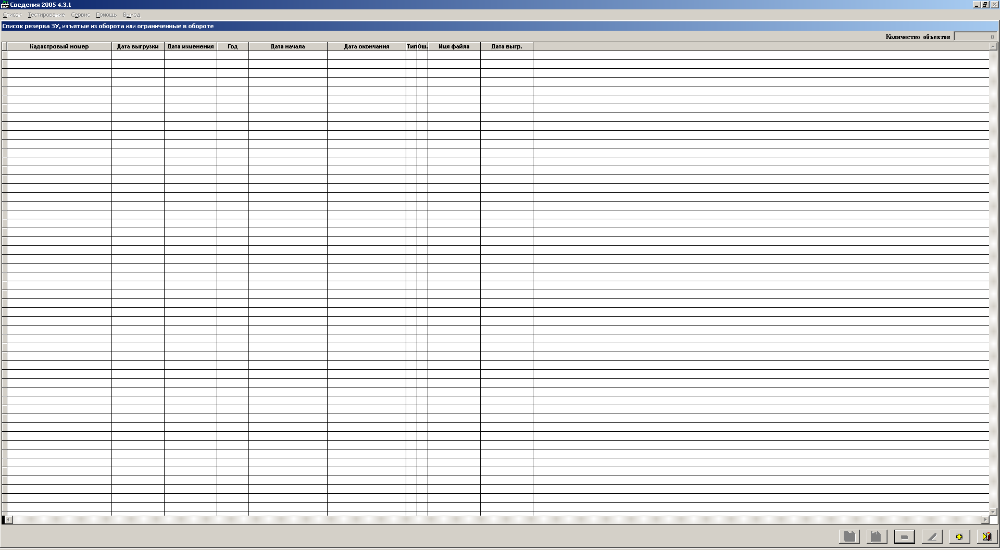 Сведения 2005 4.3.1
Список Тестирование Сервис Помощь Выход
Список резерва ЗУ, изъятые из оборота или ограниченные в обороте
Количество объектов 0
Кадастровый номер Дата выгрузки Дата изменения Год Дата начала Дата окончания Тип Ош. Имя файла Дата выгр.